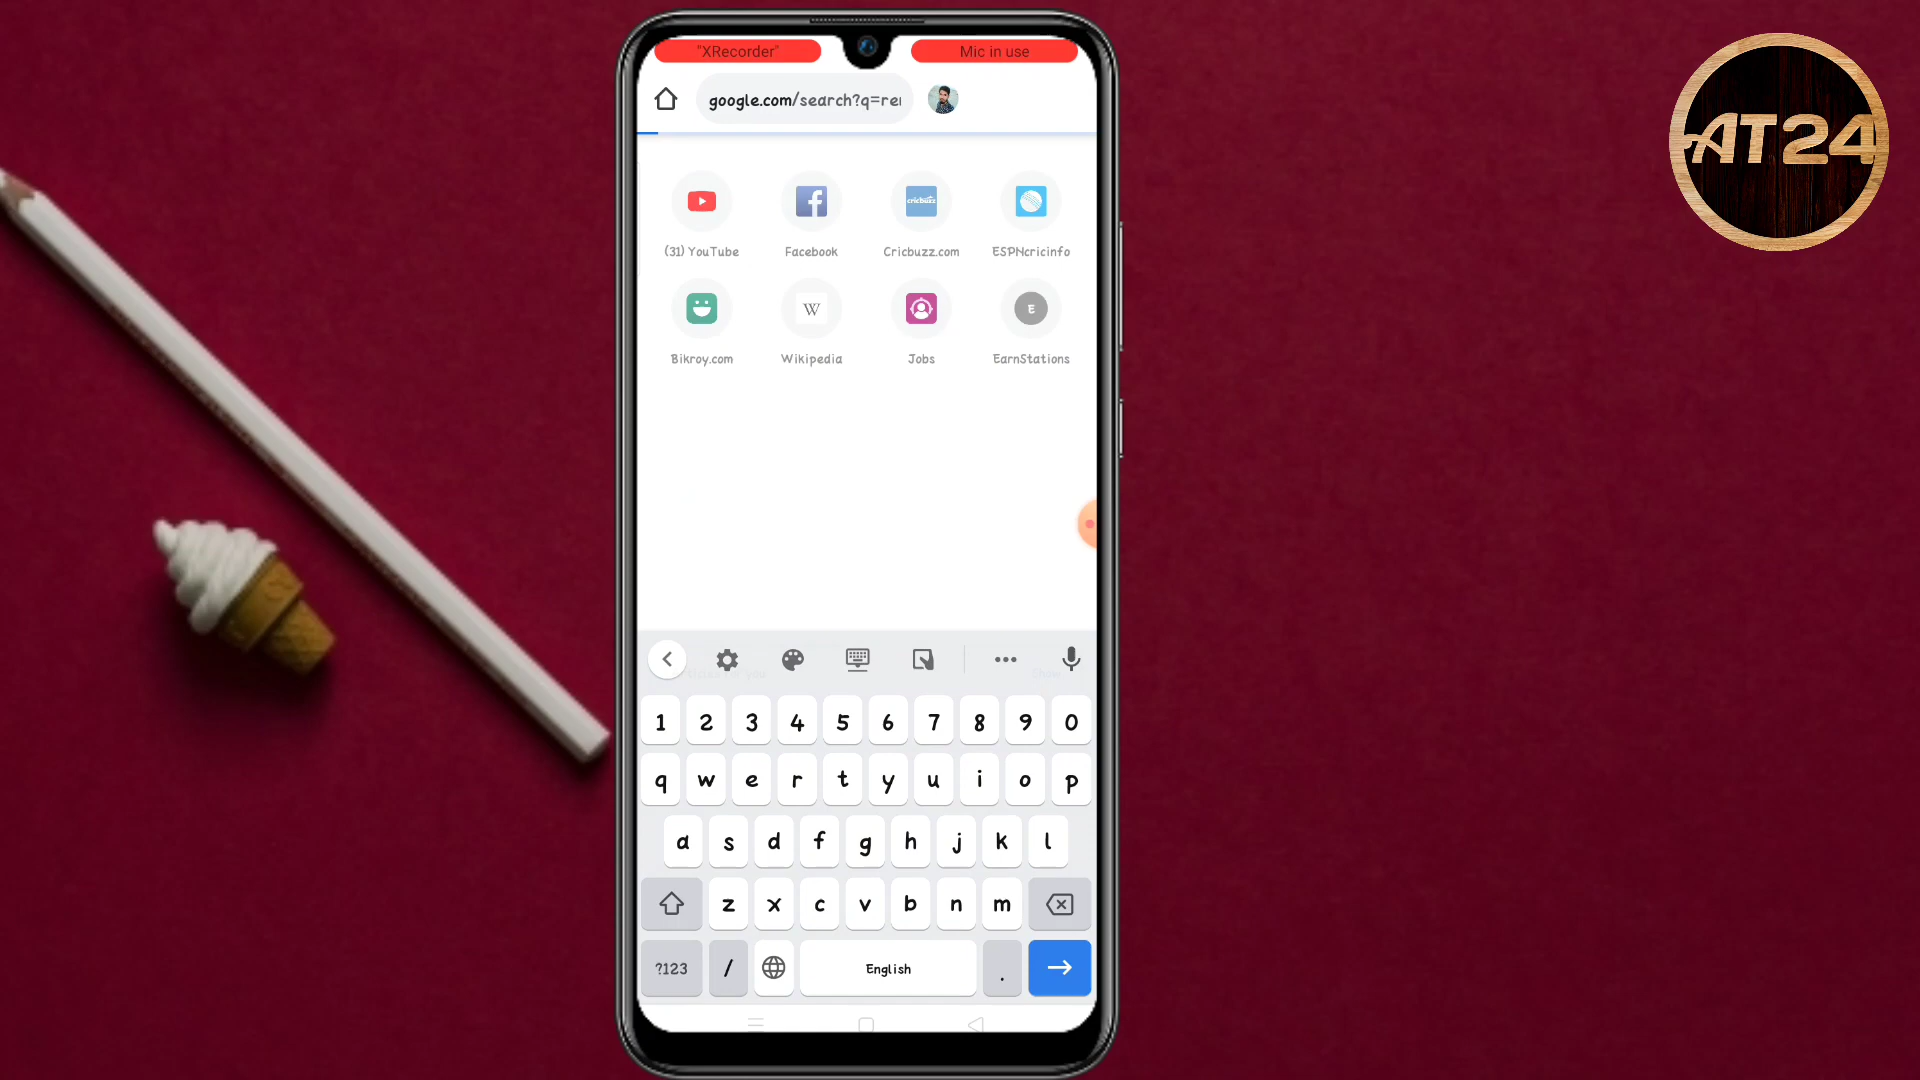 "XRecorder" Mic in use
google.com/search?q=re
AT24
(31) YouTube Facebook Cricbuzz.com ESPNcricinfo
Bikroy.com Wikipedia Jobs EarnStations
1 2 3 4 5 6 7 8 9 0
q w e r t y u i o p
a s d f g h j k l
z x c v b n m
?123 / English .